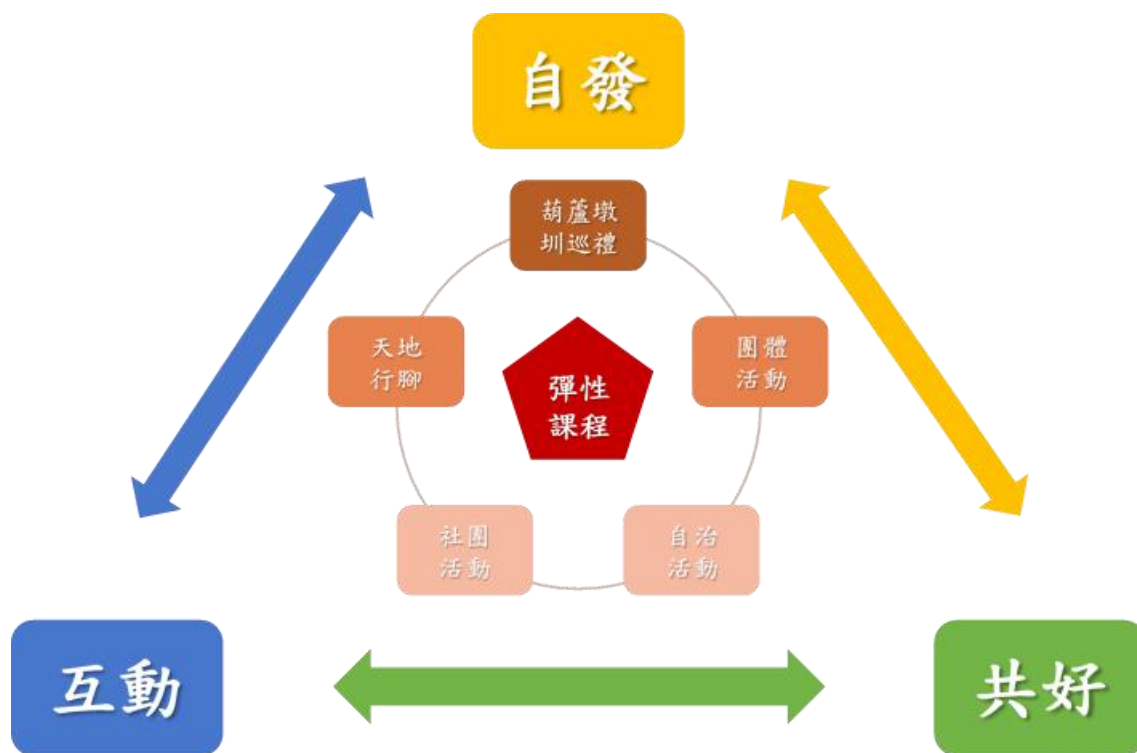 自發
葫蘆墩
圳巡禮
天地
行腳
團體
活動
彈性
課程
社團
活動
自治
活動
互動
共好